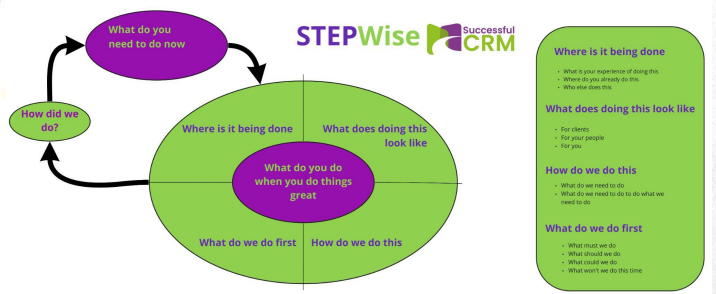 What do you
need to do now
STEPWise
Successful
CRM
How did we
do?
Where is it being done
What does doing this
look like
What do you do
when you do things
great
What do we do first
How do we do this
Where is it being done
• What is your experience of doing this
• Where do you already do this
• Who else does this
What does doing this look like
• For clients
• For your people
• For you
How do we do this
• What do we need to do
• What do we need to do to do what we
need to do
What do we do first
• What must we do
• What should we do
• What could we do
• What won't we do this time